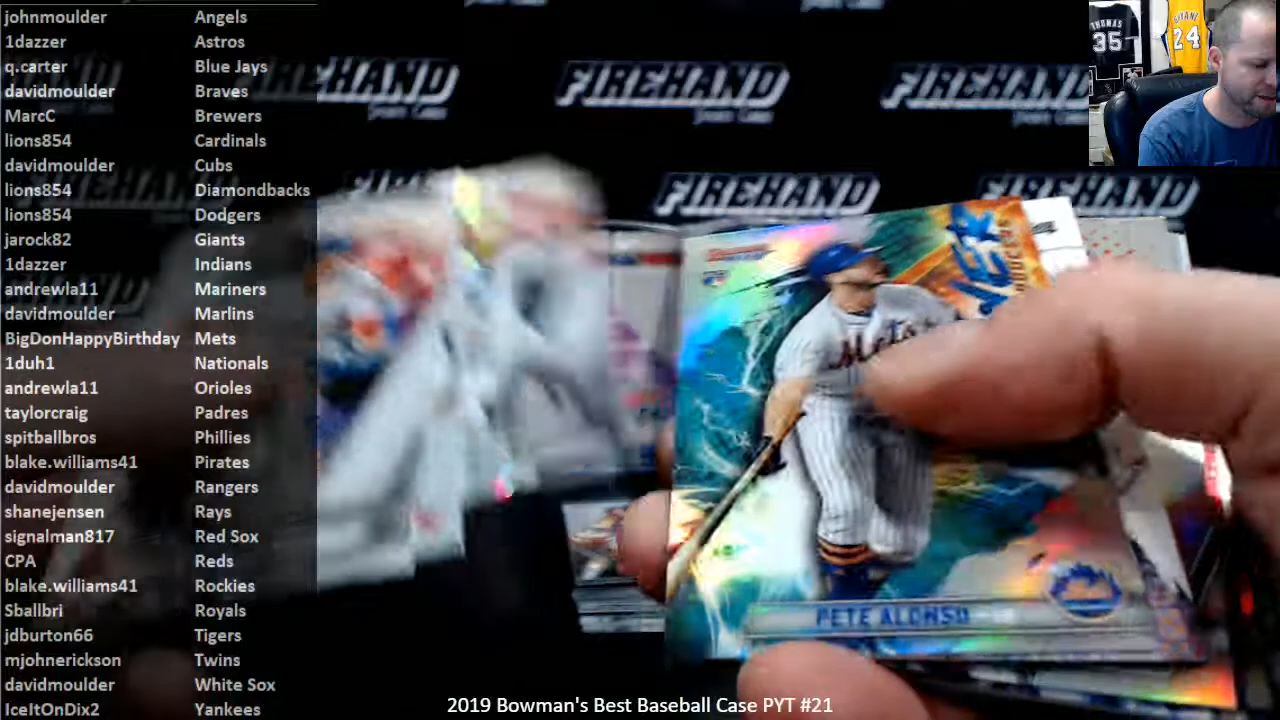 johnmoulder Angels
1dazzer Astros
q.carter Blue Jays
davidmoulder Braves
MarcC Brewers
lions854 Cardinals
davidmoulder Cubs
lions854 Diamondbacks
lions854 Dodgers
jarock82 Giants
1dazzer Indians
andrewla11 Mariners
davidmoulder Marlins
BigDonHappyBirthday Mets
1duh1 Nationals
andrewla11 Orioles
taylorcraig Padres
spitballbros Phillies
blake.williams41 Pirates
davidmoulder Rangers
shanejensen Rays
signalman817 Red Sox
CPA Reds
blake.williams41 Rockies
Sballbri Royals
jdburton66 Tigers
mjohnerickson Twins
davidmoulder White Sox
IceItOnDix2 Yankees
FIREHAND
FIREHAND
FIREHAND
FIREHAND
FIREHAND
THOMAS
35
24
Mets
PETE ALONSO
2019 Bowman's Best Baseball Case PYT #21